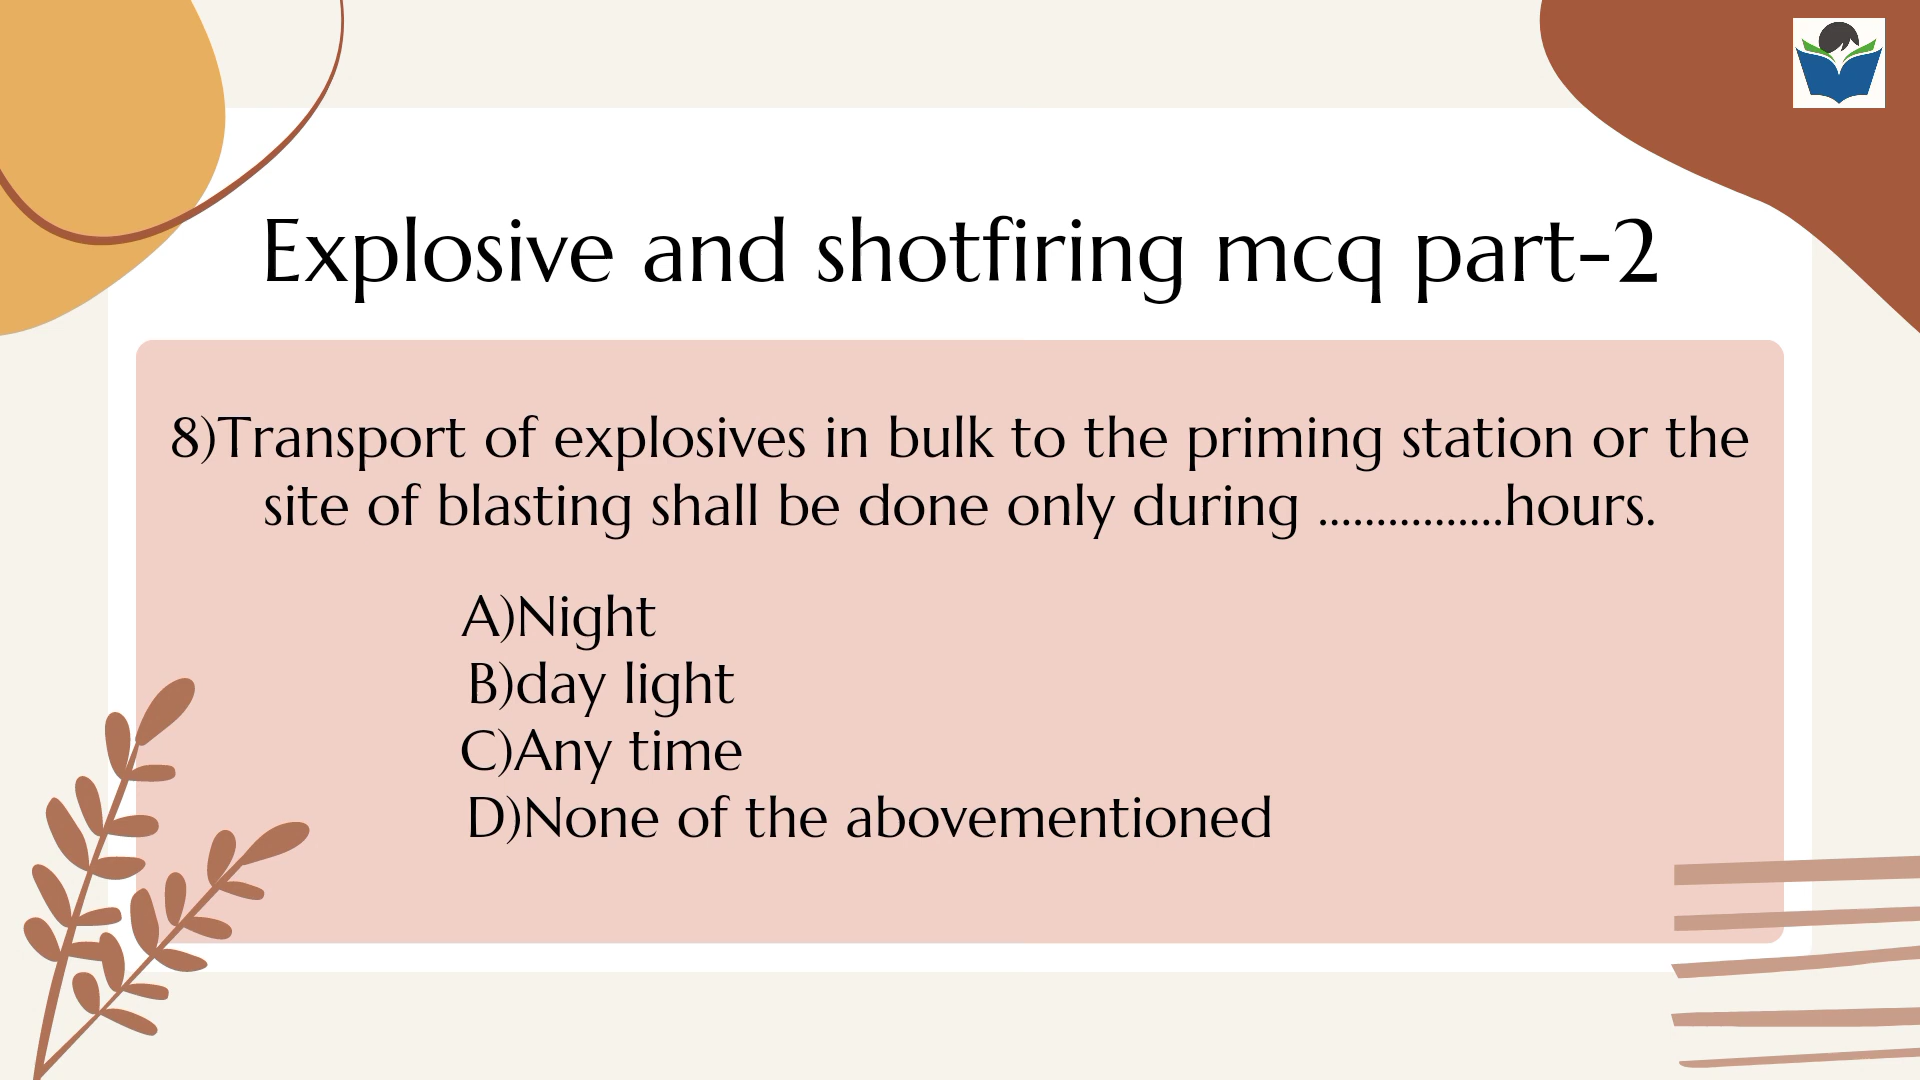 Explosive and shotfiring mcq part-2
8)Transport of explosives in bulk to the priming station or the
site of blasting shall be done only during ................hours.
A)Night
B)day light
C)Any time
D)None of the abovementioned